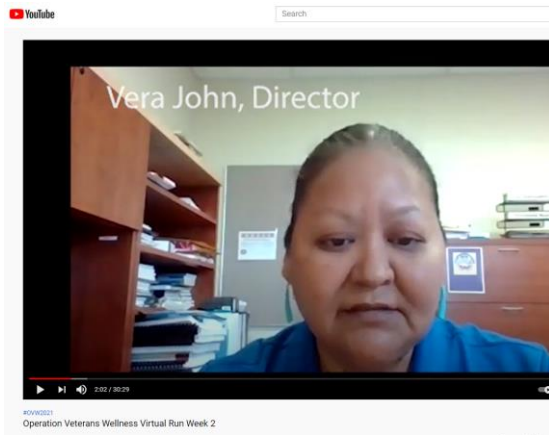 YouTube
Search
Vera John, Director
2:02 / 30:29
#OVW2021
Operation Veterans Wellness Virtual Run Week 2